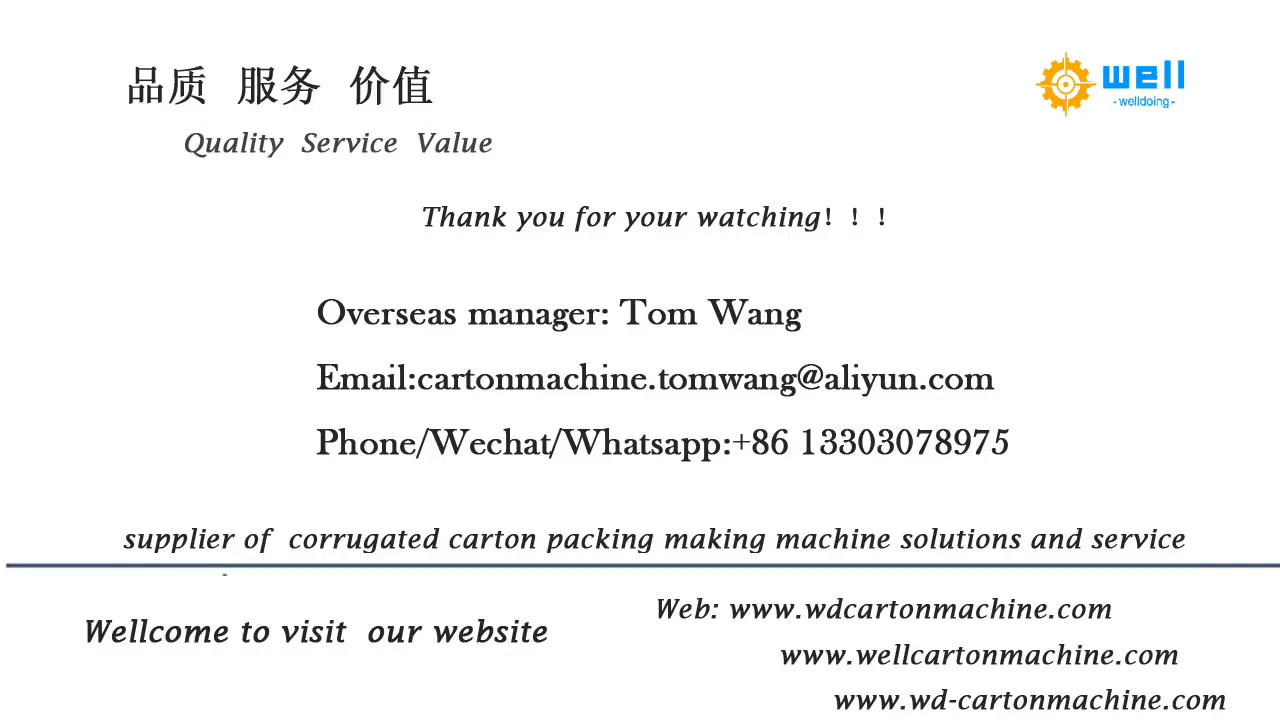 品质 服务 价值
Quality Service Value
well
-welldoing-
Thank you for your watching！！！
Overseas manager: Tom Wang
Email:cartonmachine.tomwang@aliyun.com
Phone/Wechat/Whatsapp:+86 13303078975
supplier of corrugated carton packing making machine solutions and service
Wellcome to visit our website
Web: www.wdcartonmachine.com
www.wellcartonmachine.com
www.wd-cartonmachine.com